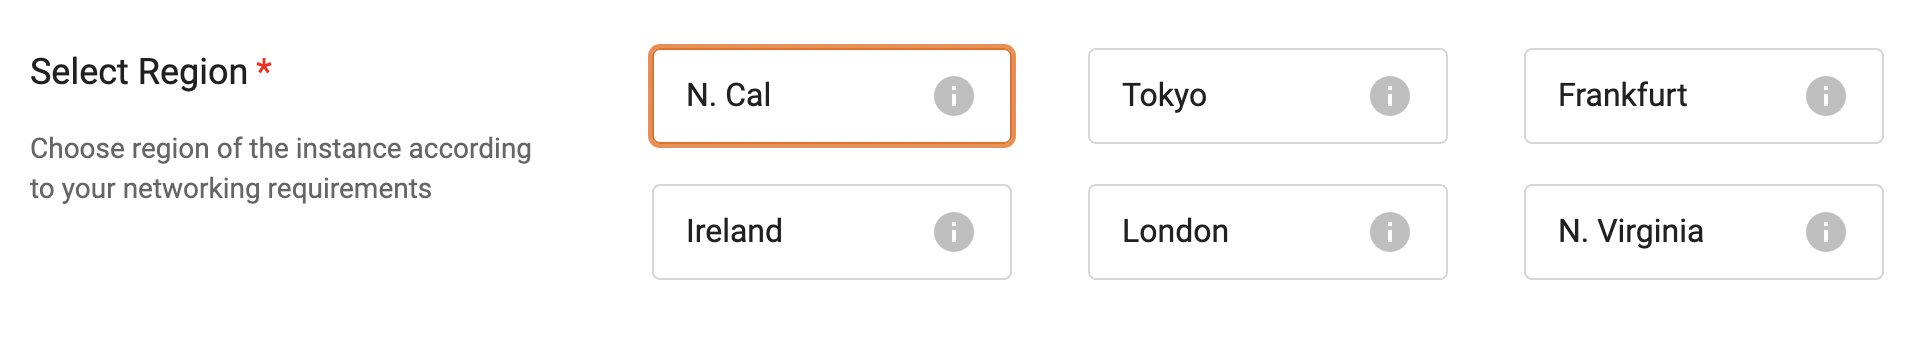 Select Region *
Choose region of the instance according
to your networking requirements
N. Cal
Tokyo
Frankfurt
Ireland
London
N. Virginia